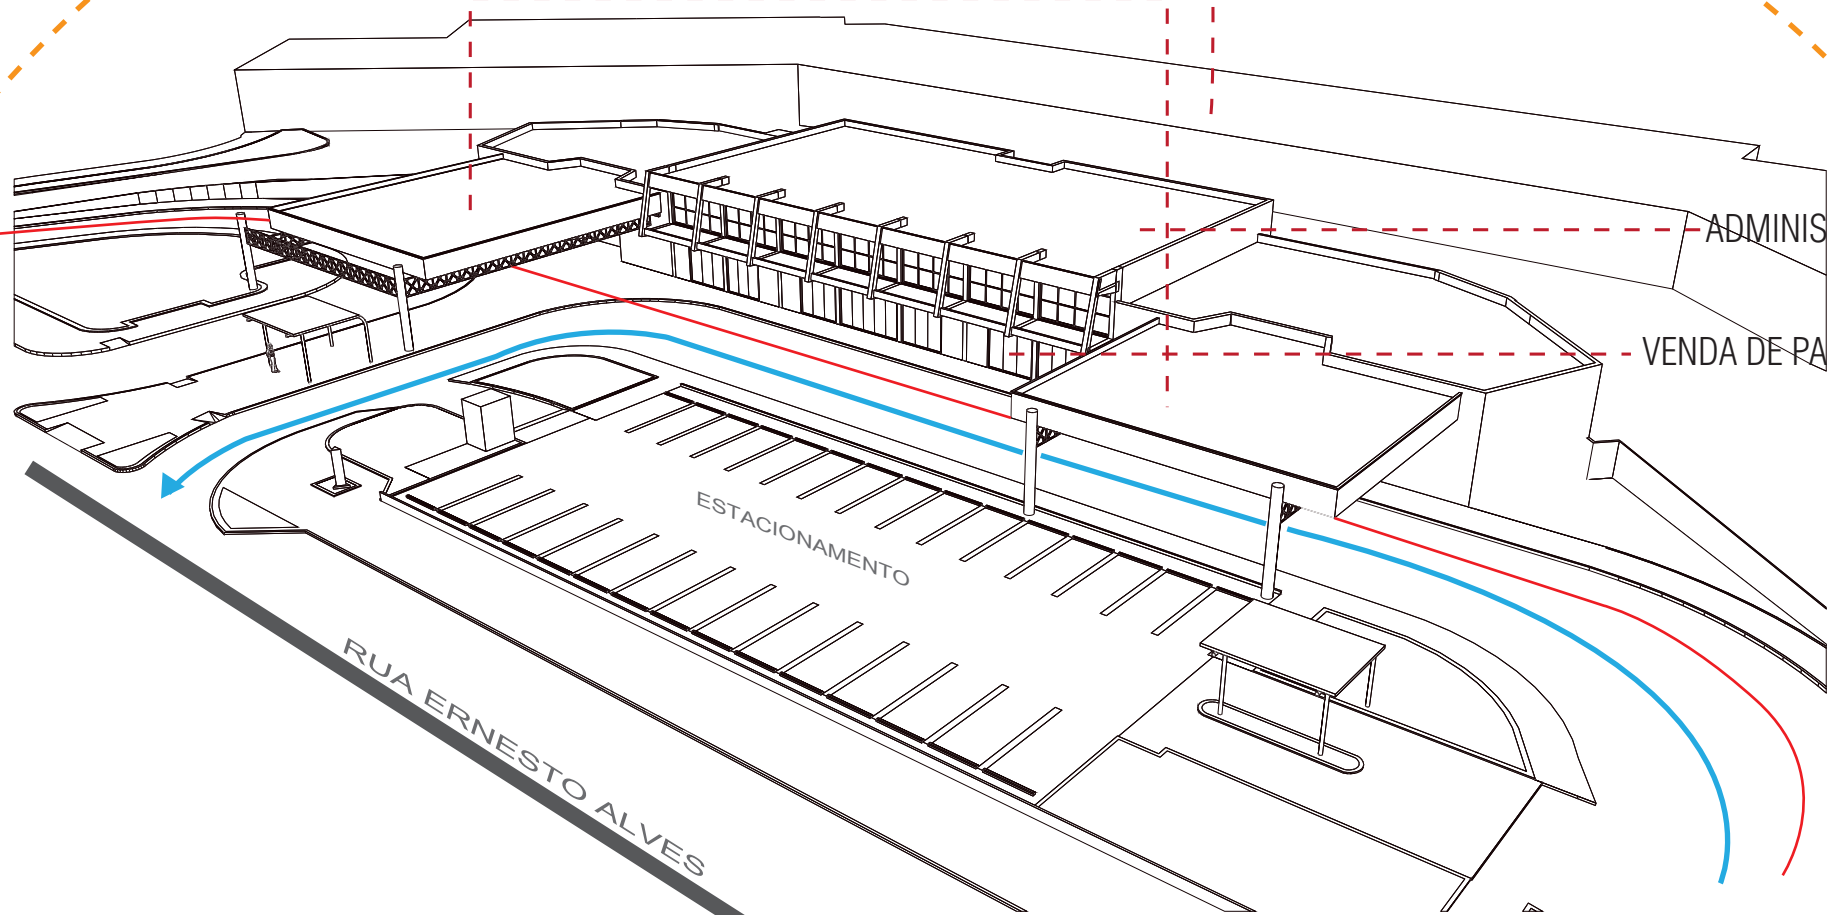 ADMINIS
VENDA DE PA
ESTACIONAMENTO
RUA ERNESTO ALVES